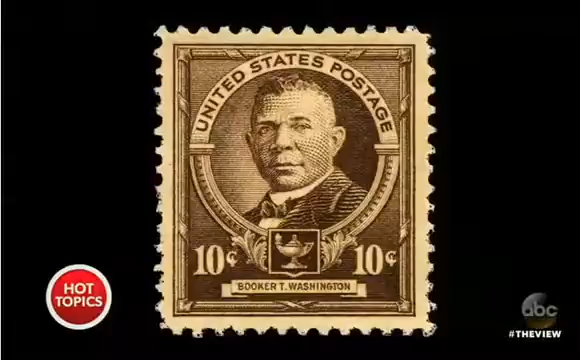 UNITED STATES POSTAGE
10¢ 10¢
BOOKER T. WASHINGTON
HOT
TOPICS
abc
#THEVIEW